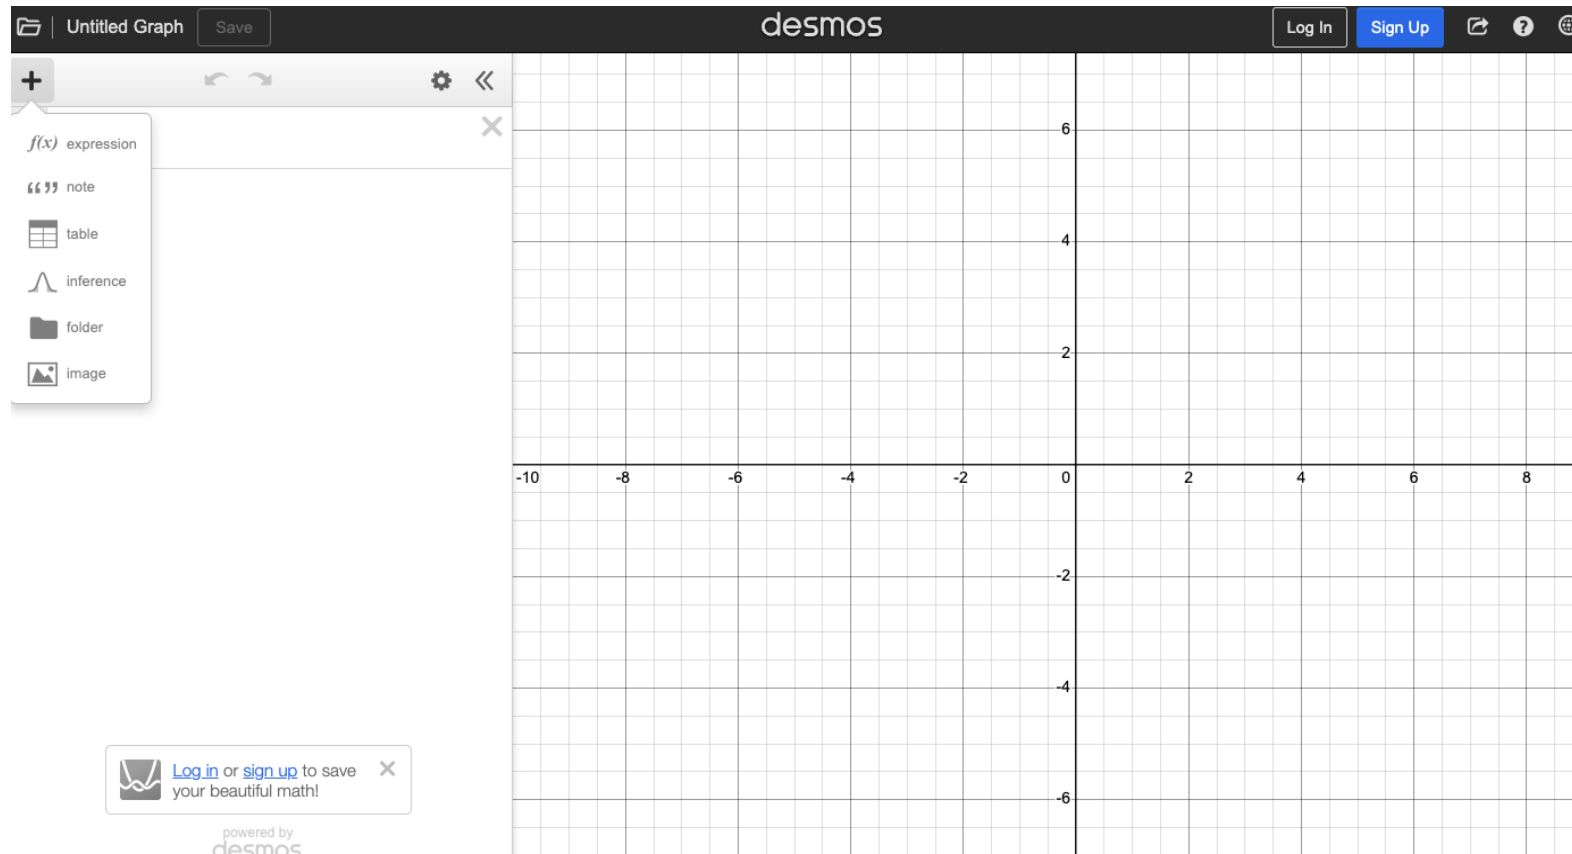 Untitled Graph Save desmos Log In Sign Up ?
f(x) expression
“” note
table
inference
folder
image
Log in or sign up to save
your beautiful math!
powered by
desmos
6
4
2
-10 -8 -6 -4 -2 0 2 4 6 8
-2
-4
-6